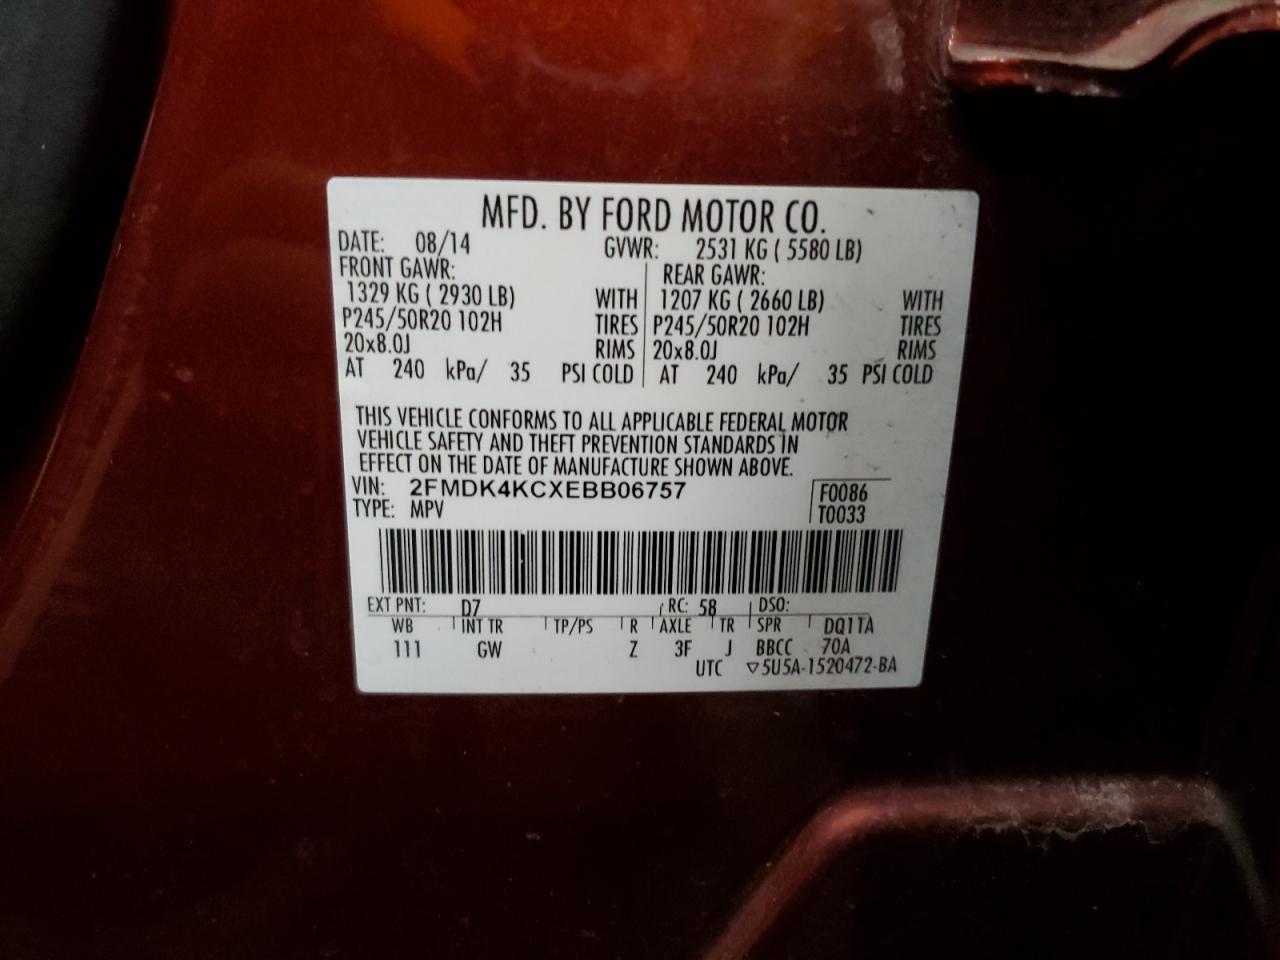 MFD. BY FORD MOTOR CO.
DATE: 08/14 GVWR: 2531 KG ( 5580 LB)
FRONT GAWR: REAR GAWR:
1329 KG ( 2930 LB) WITH 1207 KG ( 2660 LB) WITH
P245/50R20 102H TIRES P245/50R20 102H TIRES
20x8.0J RIMS 20x8.0J RIMS
AT 240 kPa/ 35 PSI COLD AT 240 kPa/ 35 PSI COLD
THIS VEHICLE CONFORMS TO ALL APPLICABLE FEDERAL MOTOR
VEHICLE SAFETY AND THEFT PREVENTION STANDARDS IN
EFFECT ON THE DATE OF MANUFACTURE SHOWN ABOVE.
VIN: 2FMDK4KCXEBB06757 F0086
TYPE: MPV T0033
EXT PNT: D7 RC: 58 DSO:
WB INT TR TP/PS R AXLE TR SPR DQ11A
111 GW Z 3F J BBCC 70A
UTC ▽5U5A-1520472-BA